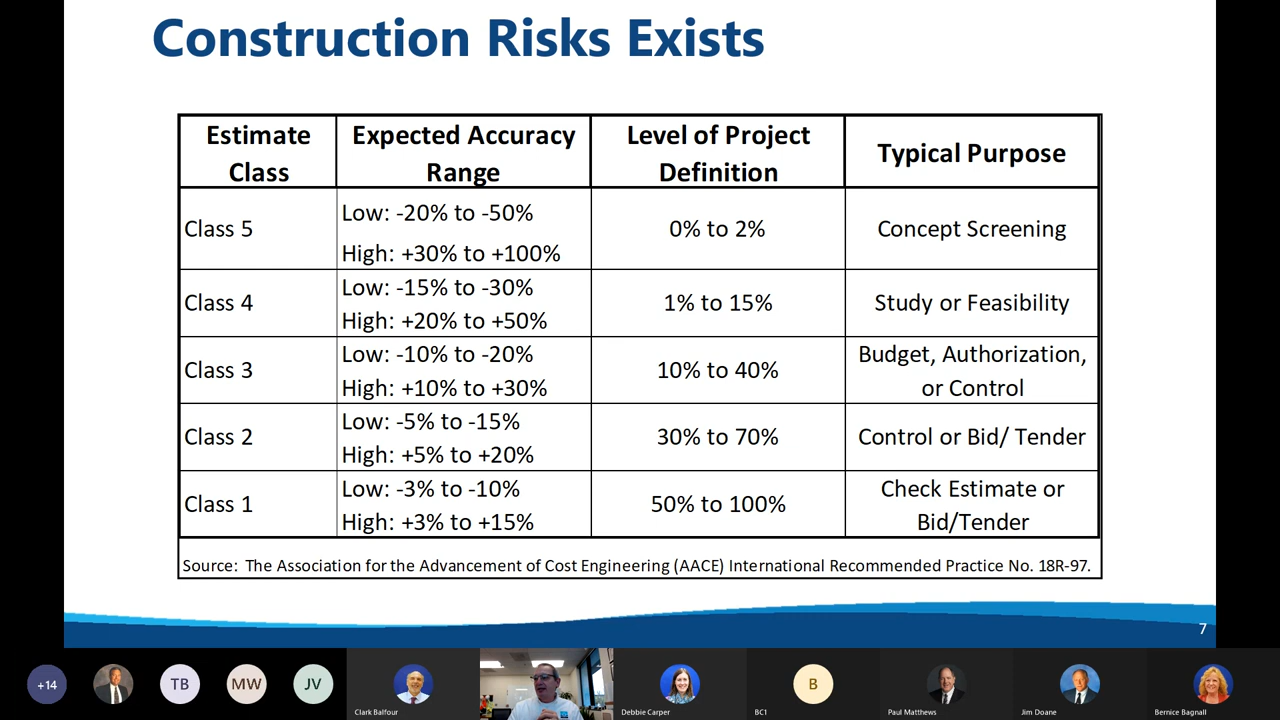 Construction Risks Exists
Estimate Class
Expected Accuracy Range
Level of Project Definition
Typical Purpose
Class 5
Low: -20% to -50%
High: +30% to +100%
0% to 2%
Concept Screening
Class 4
Low: -15% to -30%
High: +20% to +50%
1% to 15%
Study or Feasibility
Class 3
Low: -10% to -20%
High: +10% to +30%
10% to 40%
Budget, Authorization,
or Control
Class 2
Low: -5% to -15%
High: +5% to +20%
30% to 70%
Control or Bid/ Tender
Class 1
Low: -3% to -10%
High: +3% to +15%
50% to 100%
Check Estimate or
Bid/Tender
Source: The Association for the Advancement of Cost Engineering (AACE) International Recommended Practice No. 18R-97.
7
+14
TB
MW
JV
Clark Balfour
Debbie Carper
B
BC1
Paul Matthews
Jim Doane
Bernice Bagnall